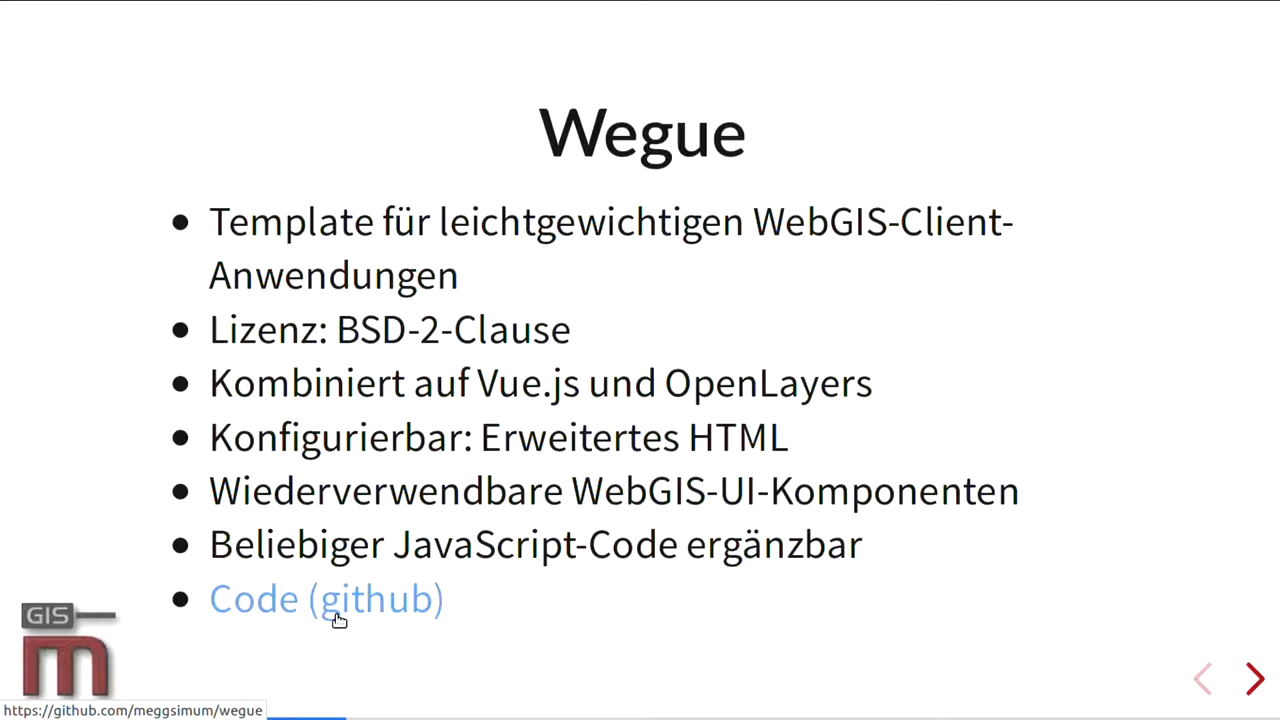 Wegue
Template für leichtgewichtigen WebGIS-Client-
Anwendungen
Lizenz: BSD-2-Clause
Kombiniert auf Vue.js und OpenLayers
Konfigurierbar: Erweitertes HTML
Wiederverwendbare WebGIS-UI-Komponenten
Beliebiger JavaScript-Code ergänzbar
Code (github)
GIS
m
https://github.com/meggsimum/wegue